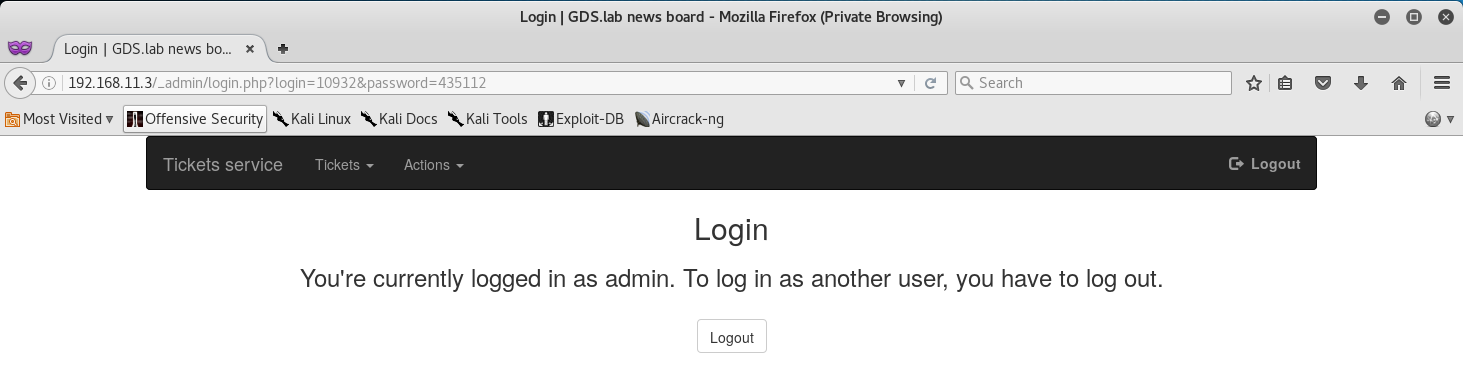 Login | GDS.lab news board - Mozilla Firefox (Private Browsing)
Login | GDS.lab news bo...
192.168.11.3/_admin/login.php?login=10932&password=435112
Search
Most Visited Offensive Security Kali Linux Kali Docs Kali Tools Exploit-DB Aircrack-ng
Tickets service Tickets Actions Logout
Login
You're currently logged in as admin. To log in as another user, you have to log out.
Logout